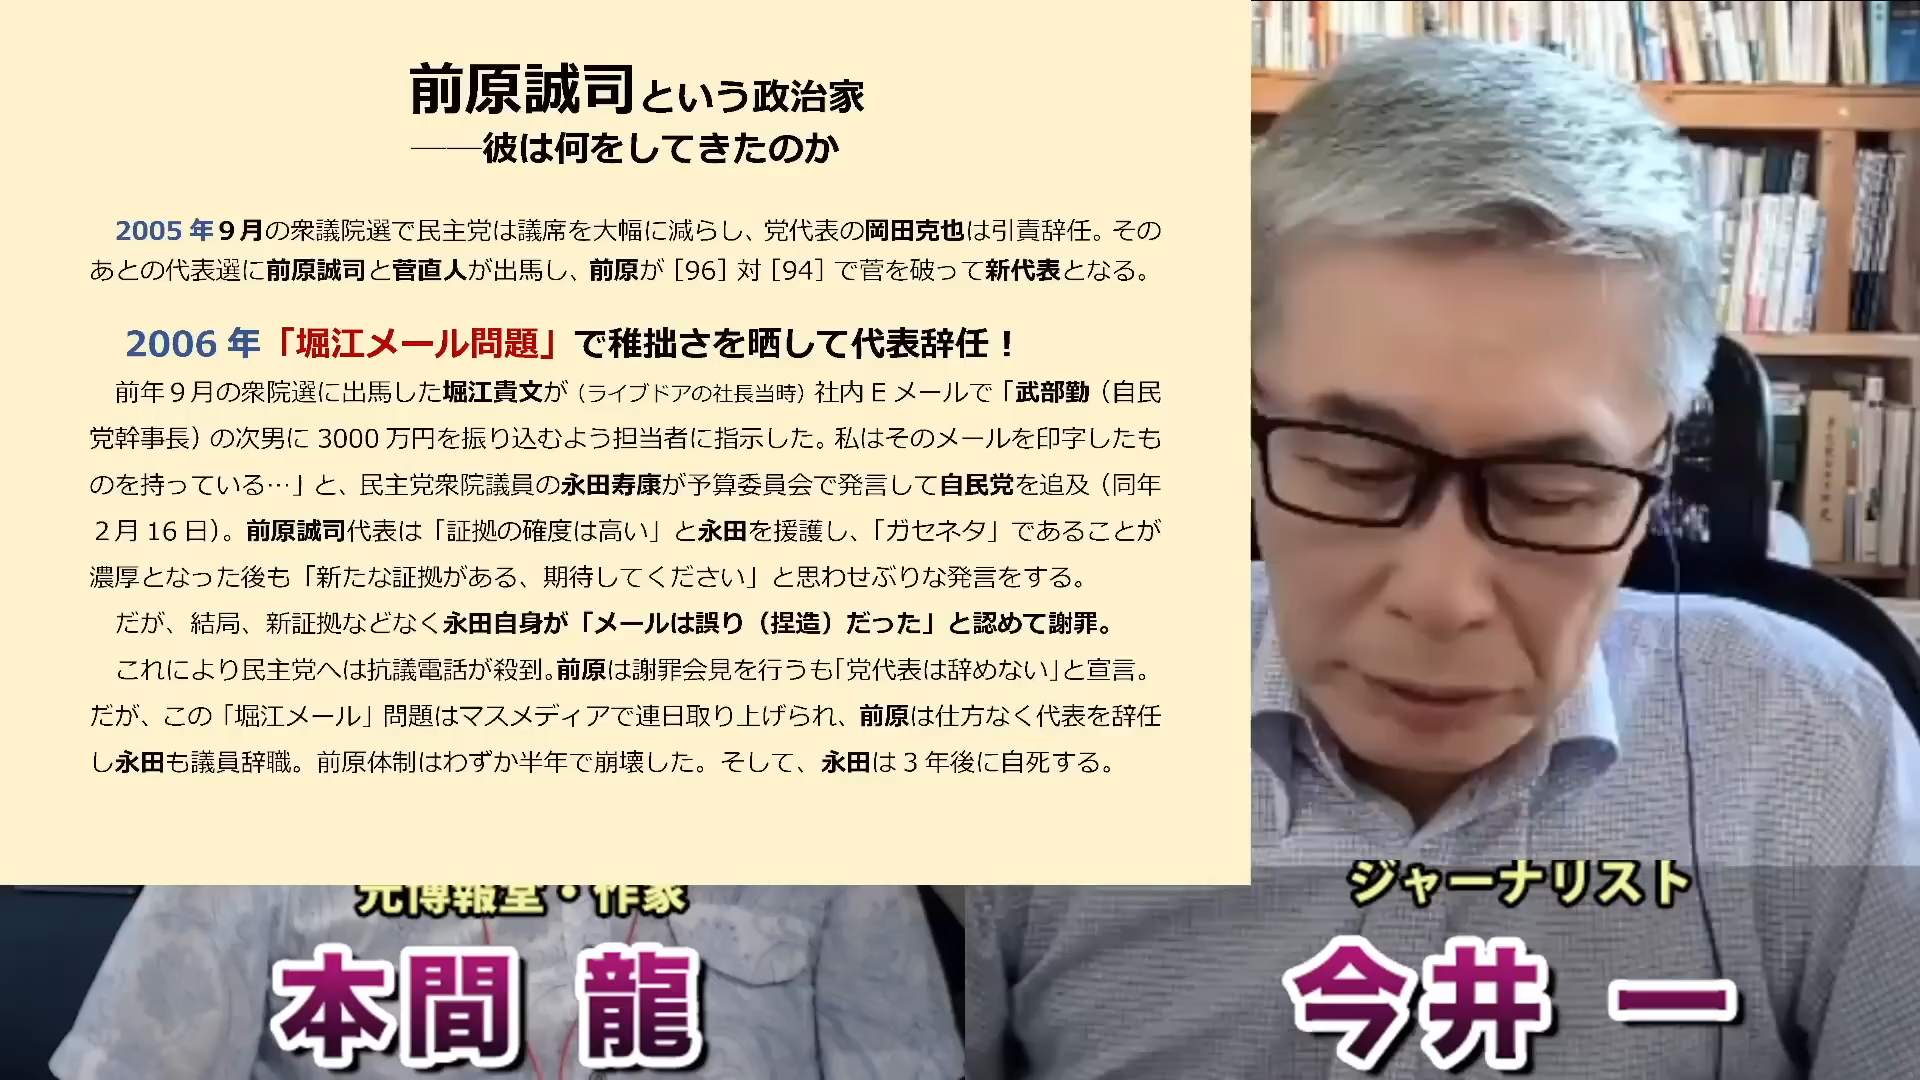 前原誠司という政治家
──彼は何をしてきたのか
2005年9月の衆議院選で民主党は議席を大幅に減らし、党代表の岡田克也は引責辞任。その
あとの代表選に前原誠司と菅直人が出馬し、前原が［96］対［94］で菅を破って新代表となる。
2006年「堀江メール問題」で稚拙さを晒して代表辞任！
前年9月の衆院選に出馬した堀江貴文が（ライブドアの社長当時）社内Eメールで「武部勤（自民
党幹事長）の次男に3000万円を振り込むよう担当者に指示した。私はそのメールを印字したも
のを持っている…」と、民主党衆院議員の永田寿康が予算委員会で発言して自民党を追及（同年
2月16日）。前原誠司代表は「証拠の確度は高い」と永田を援護し、「ガセネタ」であることが
濃厚となった後も「新たな証拠がある、期待してください」と思わせぶりな発言をする。
だが、結局、新証拠などなく永田自身が「メールは誤り（捏造）だった」と認めて謝罪。
これにより民主党へは抗議電話が殺到。前原は謝罪会見を行うも「党代表は辞めない」と宣言。
だが、この「堀江メール」問題はマスメディアで連日取り上げられ、前原は仕方なく代表を辞任
し永田も議員辞職。前原体制はわずか半年で崩壊した。そして、永田は3年後に自死する。
元博報堂・作家
本間 龍
ジャーナリスト
今井 一